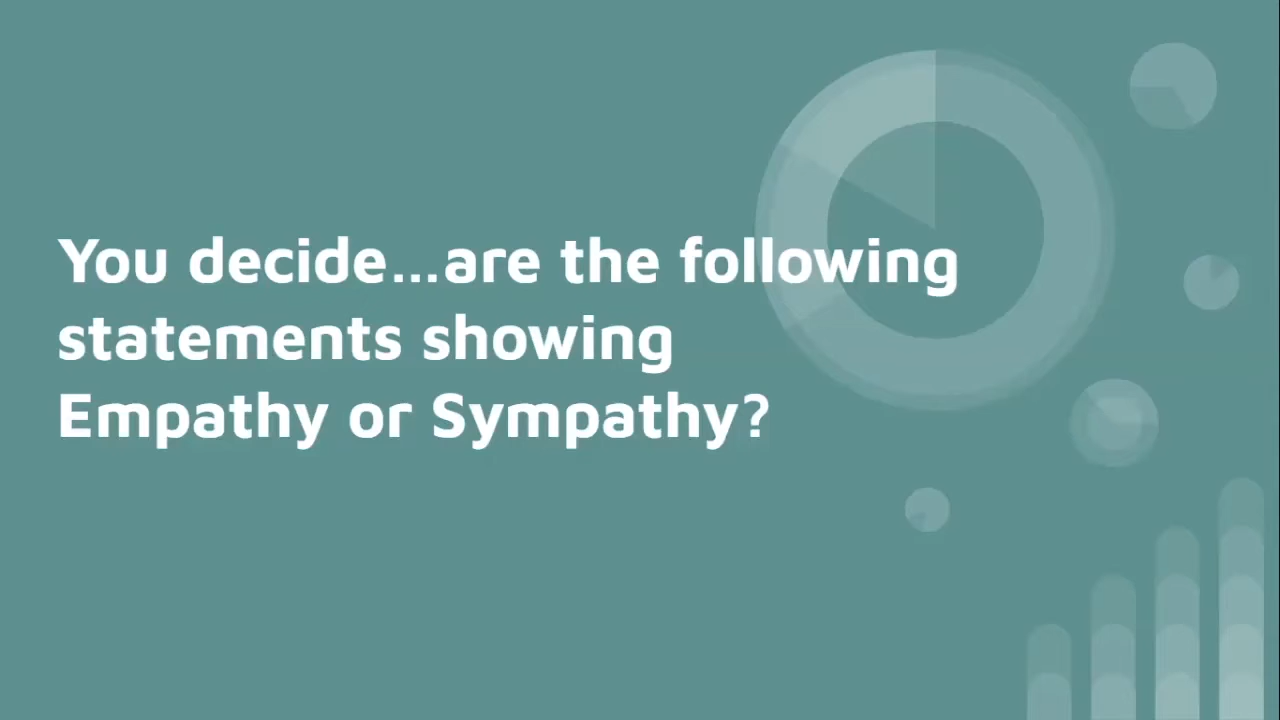 You decide...are the following
statements showing
Empathy or Sympathy?